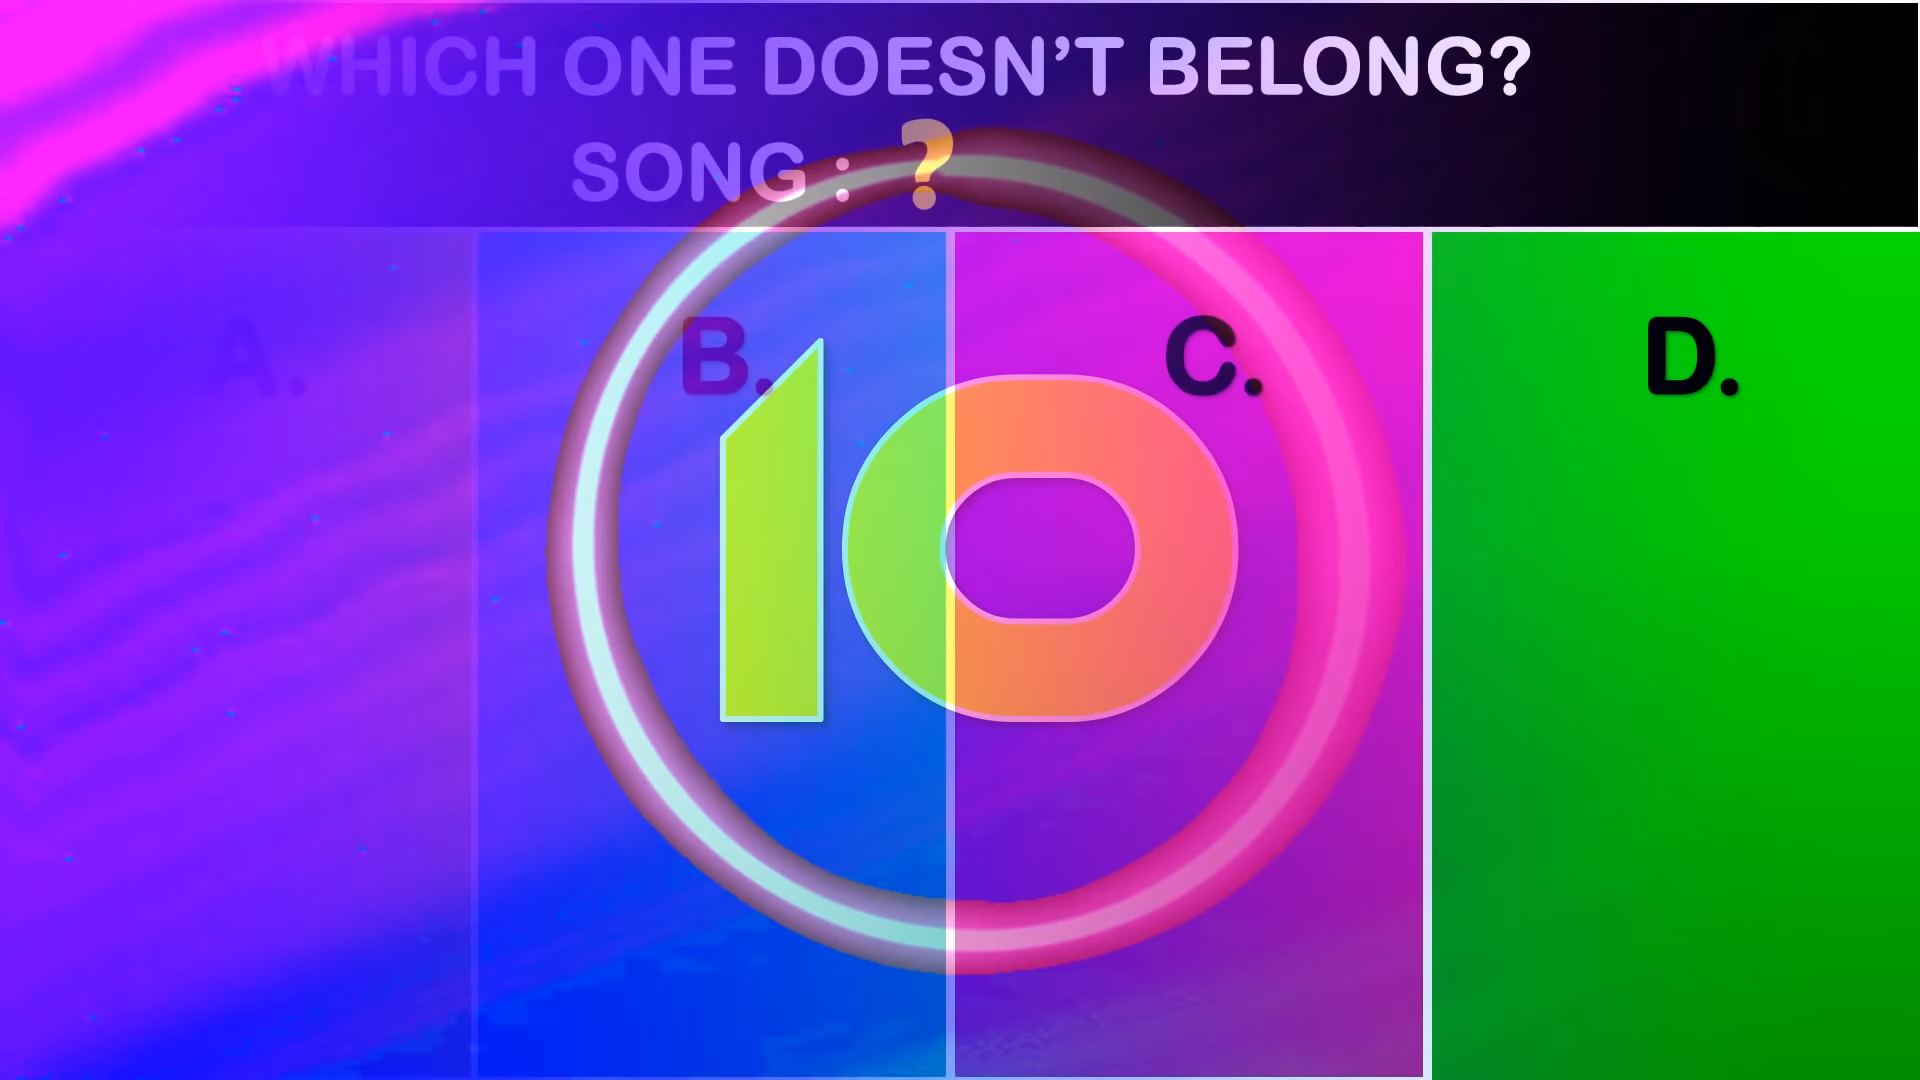 WHICH ONE DOESN’T BELONG?
SONG : ?
A. B. C. D.
10